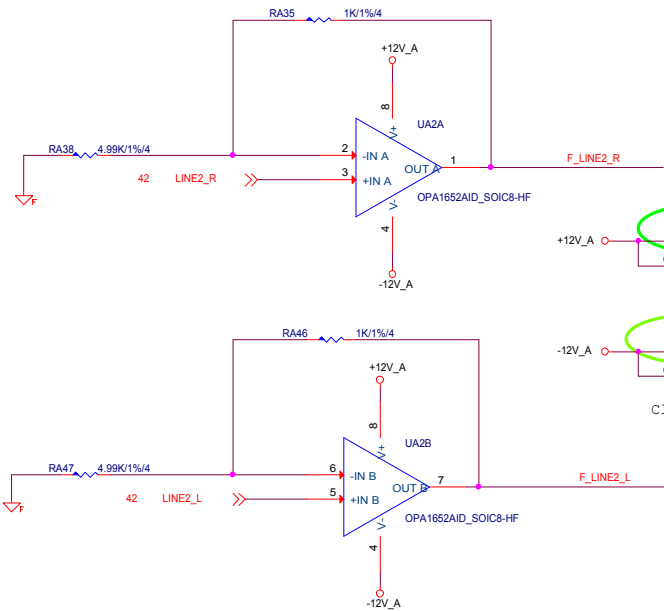 RA35 1K/1%/4
+12V_A
8
V+
UA2A
RA38 4.99K/1%/4
2 -IN A
OUT A 1
F_LINE2_R
42 LINE2_R
3 +IN A
F
OPA1652AID_SOIC8-HF
V-
4
+12V_A
-12V_A
RA46 1K/1%/4
-12V_A
+12V_A
8
V+
UA2B
RA47 4.99K/1%/4
6 -IN B
OUT B 7
F_LINE2_L
42 LINE2_L
5 +IN B
F
OPA1652AID_SOIC8-HF
V-
4
-12V_A